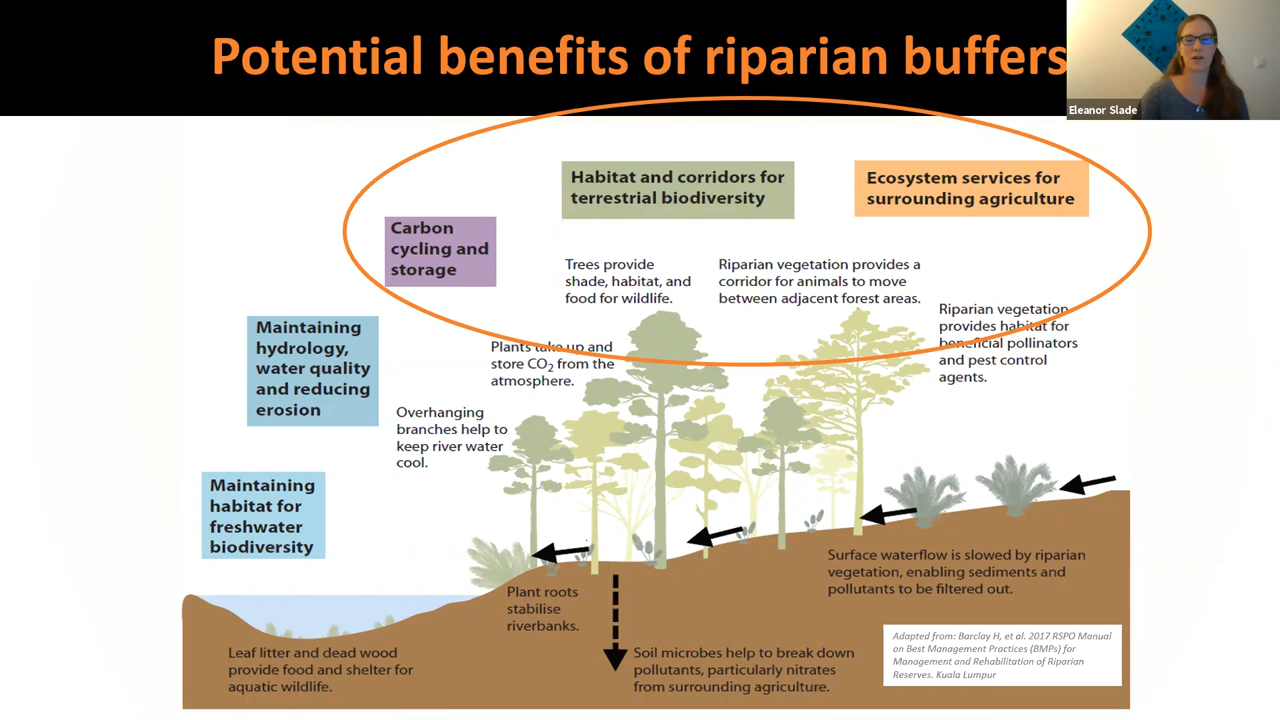 Potential benefits of riparian buffers
Eleanor Slade
Habitat and corridors for
terrestrial biodiversity
Ecosystem services for
surrounding agriculture
Carbon
cycling and
storage
Trees provide
shade, habitat, and
food for wildlife.
Riparian vegetation provides a
corridor for animals to move
between adjacent forest areas.
Riparian vegetation
provides habitat for
beneficial pollinators
and pest control
agents.
Maintaining
hydrology,
water quality
and reducing
erosion
Plants take up and
store CO2 from the
atmosphere.
Overhanging
branches help to
keep river water
cool.
Maintaining
habitat for
freshwater
biodiversity
Surface waterflow is slowed by riparian
vegetation, enabling sediments and
pollutants to be filtered out.
Plant roots
stabilise
riverbanks.
Leaf litter and dead wood
provide food and shelter for
aquatic wildlife.
Soil microbes help to break down
pollutants, particularly nitrates
from surrounding agriculture.
Adapted from: Barclay H, et al. 2017 RSPO Manual
on Best Management Practices (BMPs) for
Management and Rehabilitation of Riparian
Reserves. Kuala Lumpur